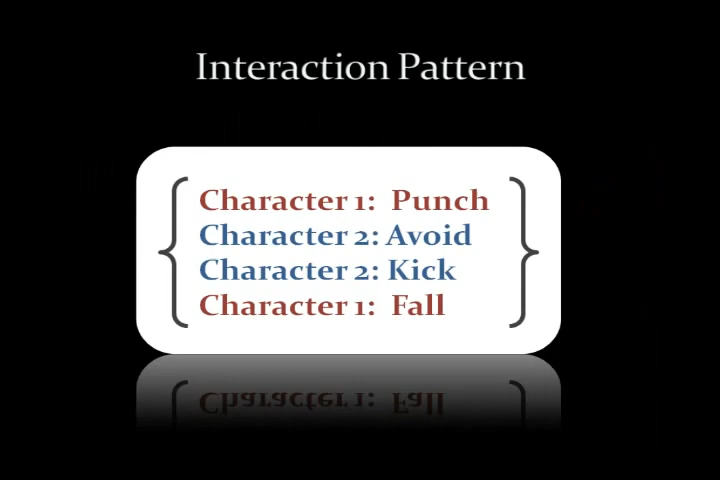 Interaction Pattern
Character 1: Punch
Character 2: Avoid
Character 2: Kick
Character 1: Fall